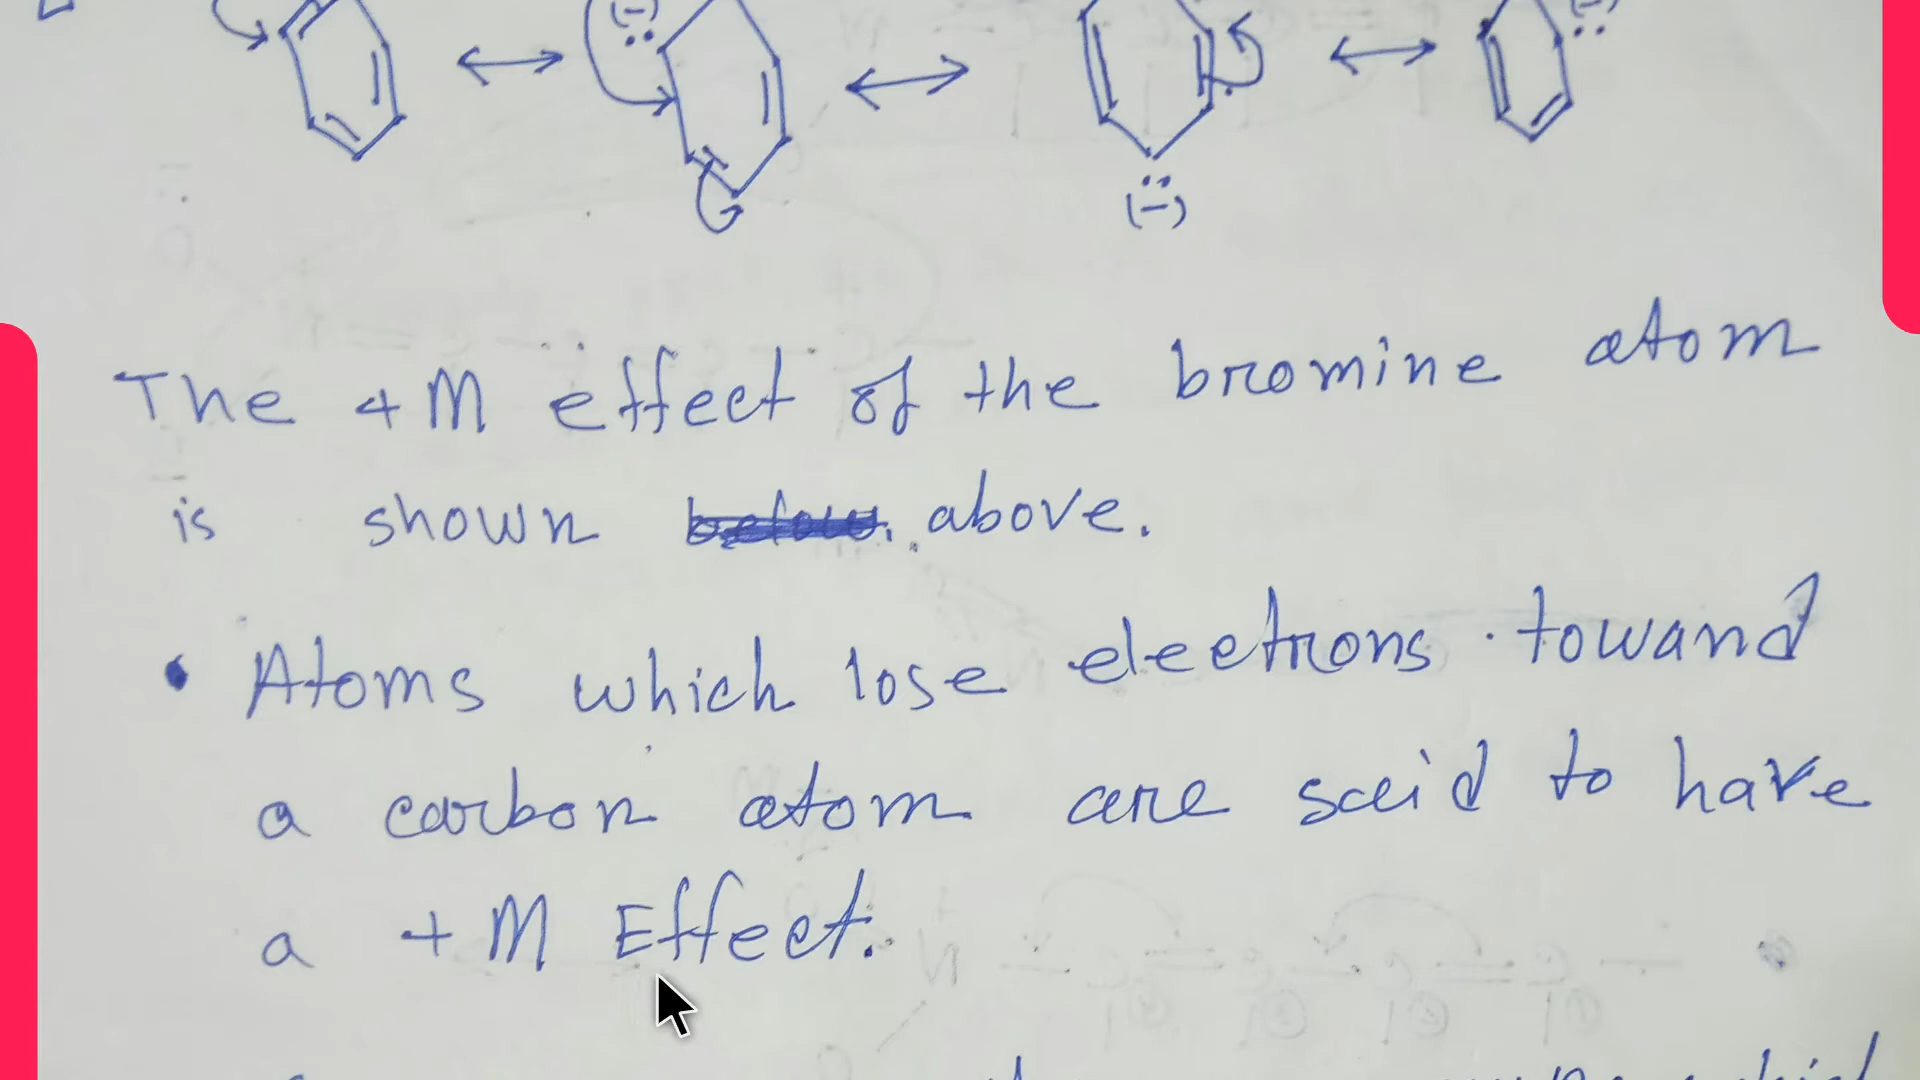 (-)
(-)
(-)
The +M effect of the bromine atom
is shown above.
• Atoms which lose electrons toward
a carbon atom are said to have
a +M Effect.